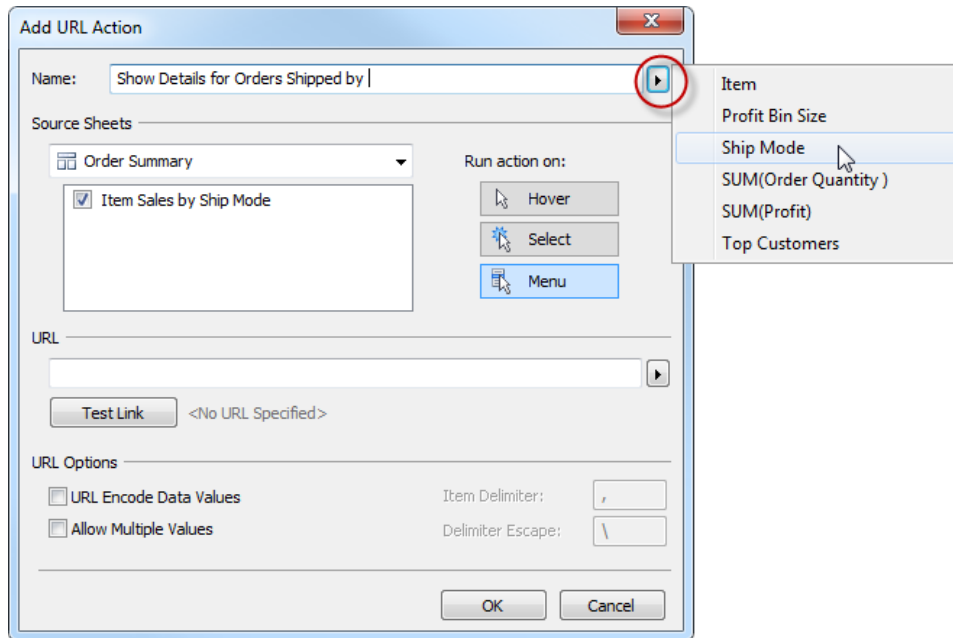 Add URL Action
Name: Show Details for Orders Shipped by
Item
Profit Bin Size
Ship Mode
SUM(Order Quantity )
SUM(Profit)
Top Customers
Source Sheets
Order Summary
Item Sales by Ship Mode
Run action on:
Hover
Select
Menu
URL
Test Link <No URL Specified>
URL Options
URL Encode Data Values
Allow Multiple Values
Item Delimiter: ,
Delimiter Escape: \
OK Cancel